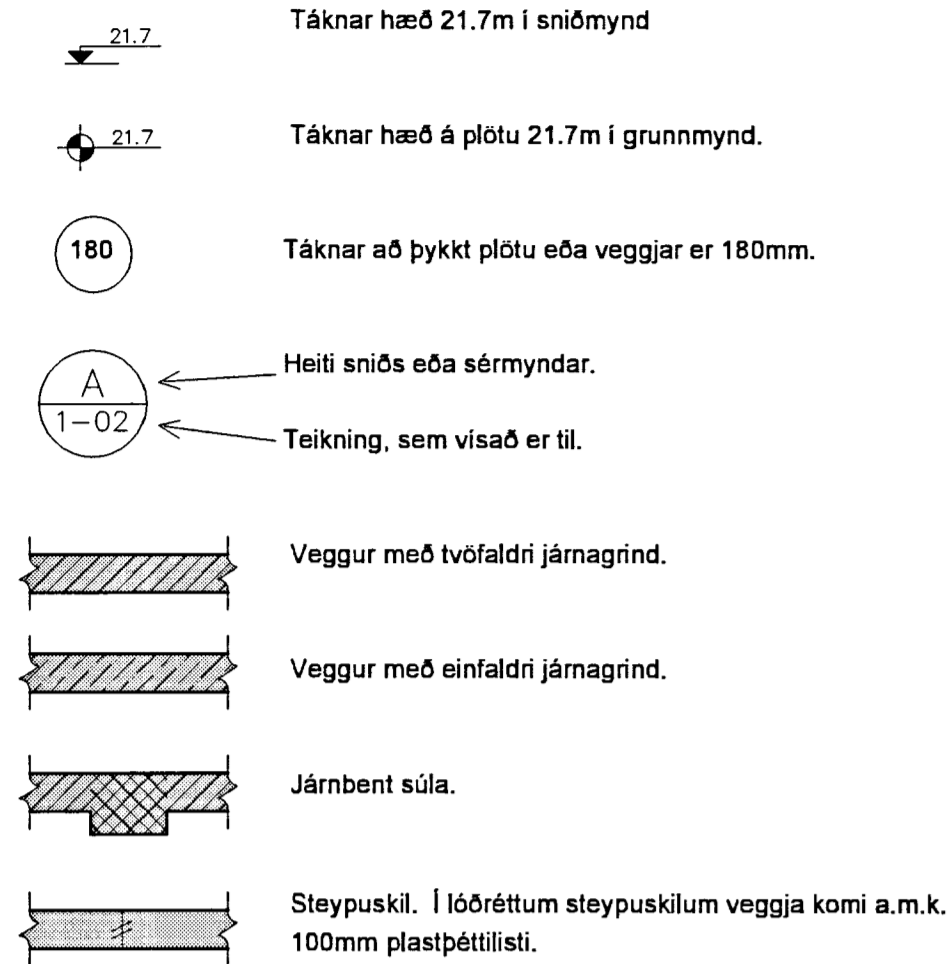 21.7
Táknar hæð 21.7m í sniðmynd
21.7
Táknar hæð á plötu 21.7m í grunnmynd.
180
Táknar að þykkt plötu eða veggjar er 180mm.
A
1-02
Heiti sniðs eða sérmyndar.
Teikning, sem vísað er til.
Veggur með tvöfaldri járnagrind.
Veggur með einfaldri járnagrind.
Járnbent súla.
Steypuskil. Í lóðréttum steypuskilum veggja komi a.m.k.
100mm plastþéttilisti.